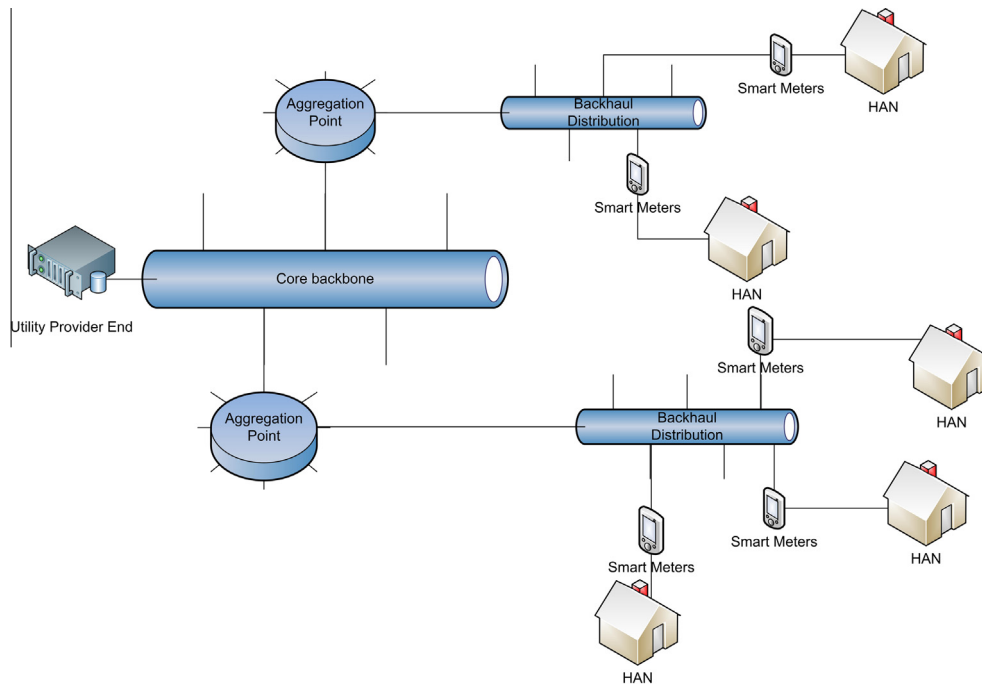 Aggregation
Point
Backhaul
Distribution
Smart Meters
HAN
Smart Meters
HAN
Utility Provider End
Core backbone
Smart Meters
HAN
Aggregation
Point
Backhaul
Distribution
Smart Meters
HAN
Smart Meters
HAN